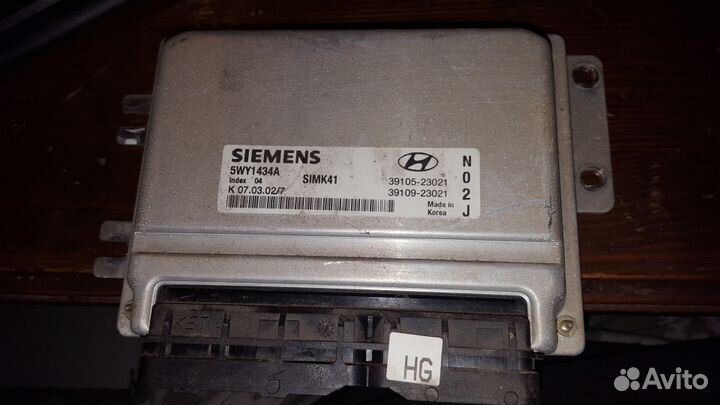 SIEMENS
5WY1434A
Index 04 SIMK41
K 07.03.02/7
39105-23021
39109-23021
Made in
Korea
N
O
2
J
HG
Avito